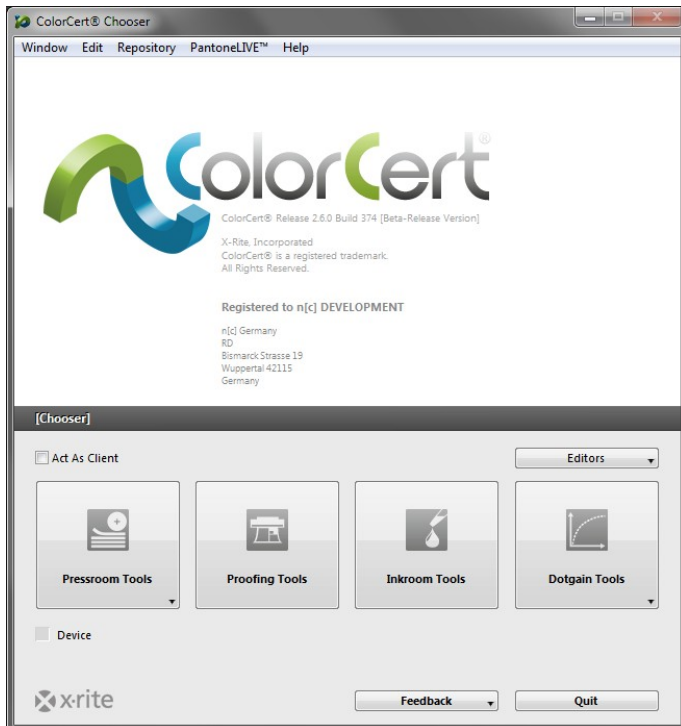 ColorCert® Chooser
Window Edit Repository PantoneLIVE™ Help
ColorCert®
ColorCert® Release 2.6.0 Build 374 [Beta-Release Version]
X-Rite, Incorporated
ColorCert® is a registered trademark.
All Rights Reserved.
Registered to n[c] DEVELOPMENT
n[c] Germany
RD
Bismarck Strasse 19
Wuppertal 42115
Germany
[Chooser]
Act As Client
Editors
Pressroom Tools
Proofing Tools
Inkroom Tools
Dotgain Tools
Device
x·rite
Feedback
Quit